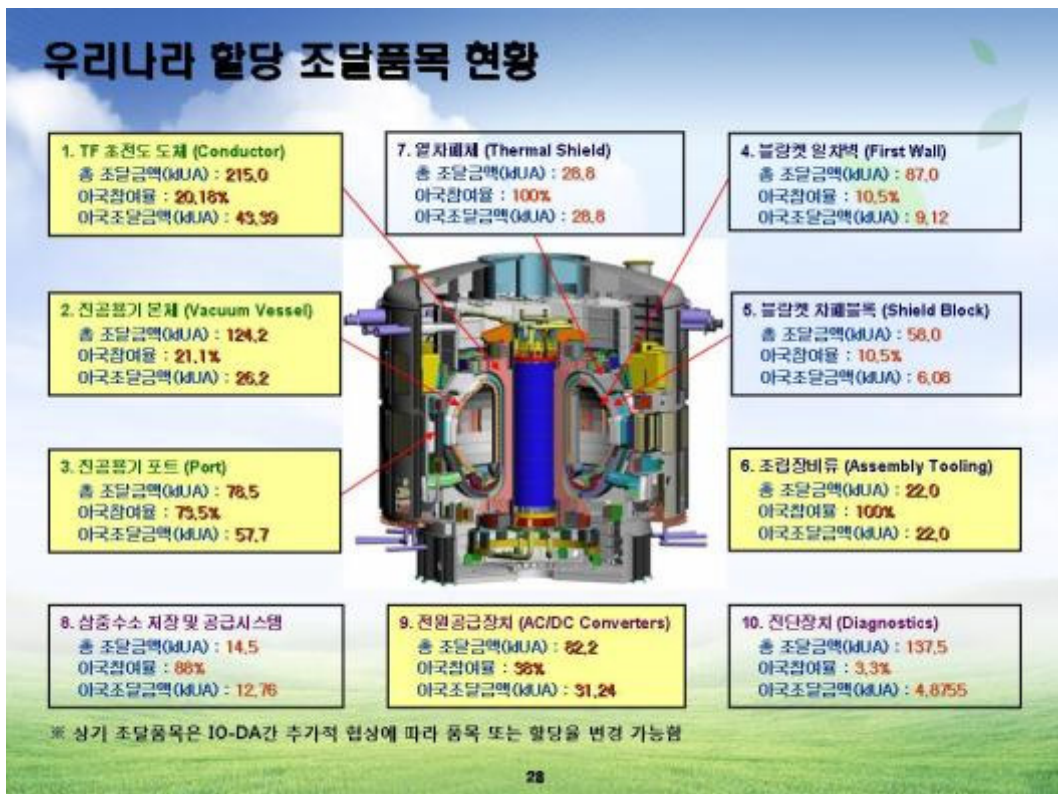 우리나라 할당 조달품목 현황
1. TF 초전도 도체 (Conductor)
총 조달금액(kIUA) : 215.0
아국참여율 : 20.18%
아국조달금액(kIUA) : 43.39
2. 진공용기 본체 (Vacuum Vessel)
총 조달금액(kIUA) : 124.2
아국참여율 : 21.1%
아국조달금액(kIUA) : 26.2
3. 진공용기 포트 (Port)
총 조달금액(kIUA) : 78.5
아국참여율 : 73.5%
아국조달금액(kIUA) : 57.7
7. 열차폐체 (Thermal Shield)
총 조달금액(kIUA) : 28.8
아국참여율 : 100%
아국조달금액(kIUA) : 28.8
4. 블랑켓 일차벽 (First Wall)
총 조달금액(kIUA) : 87.0
아국참여율 : 10.5%
아국조달금액(kIUA) : 9.12
5. 블랑켓 차폐블록 (Shield Block)
총 조달금액(kIUA) : 58.0
아국참여율 : 10.5%
아국조달금액(kIUA) : 6.08
6. 조립장비류 (Assembly Tooling)
총 조달금액(kIUA) : 22.0
아국참여율 : 100%
아국조달금액(kIUA) : 22.0
8. 삼중수소 저장 및 공급시스템
총 조달금액(kIUA) : 14.5
아국참여율 : 88%
아국조달금액(kIUA) : 12.76
9. 전원공급장치 (AC/DC Converters)
총 조달금액(kIUA) : 82.2
아국참여율 : 38%
아국조달금액(kIUA) : 31.24
10. 진단장치 (Diagnostics)
총 조달금액(kIUA) : 137.5
아국참여율 : 3.3%
아국조달금액(kIUA) : 4.8755
※ 상기 조달품목은 IO-DA간 추가적 협상에 따라 품목 또는 할당율 변경 가능함
28